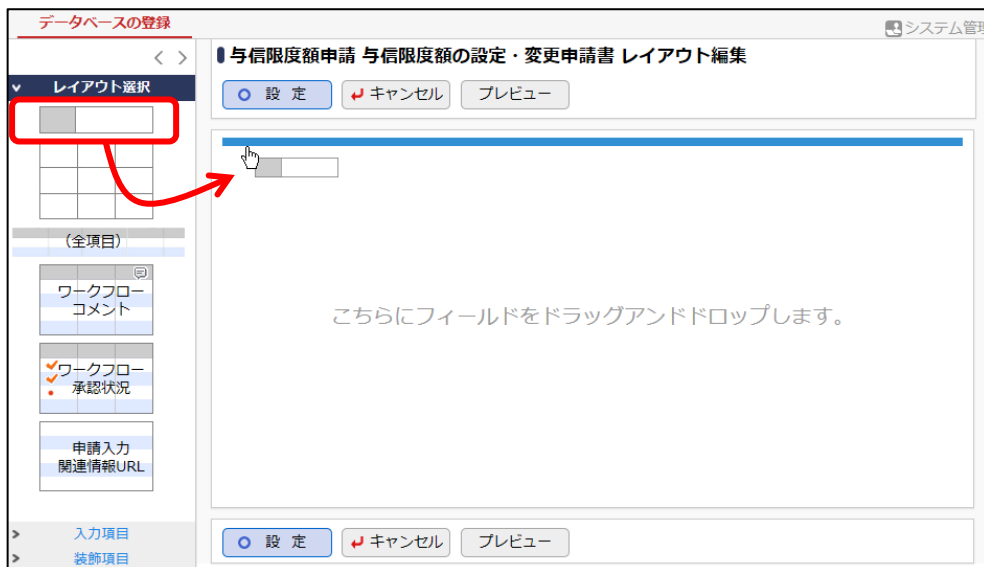 データベースの登録
システム管理
< >
レイアウト選択
(全項目)
ワークフロー
コメント
ワークフロー
承認状況
申請入力
関連情報URL
入力項目
装飾項目
与信限度額申請 与信限度額の設定・変更申請書 レイアウト編集
設 定
キャンセル
プレビュー
こちらにフィールドをドラッグアンドドロップします。
設 定
キャンセル
プレビュー